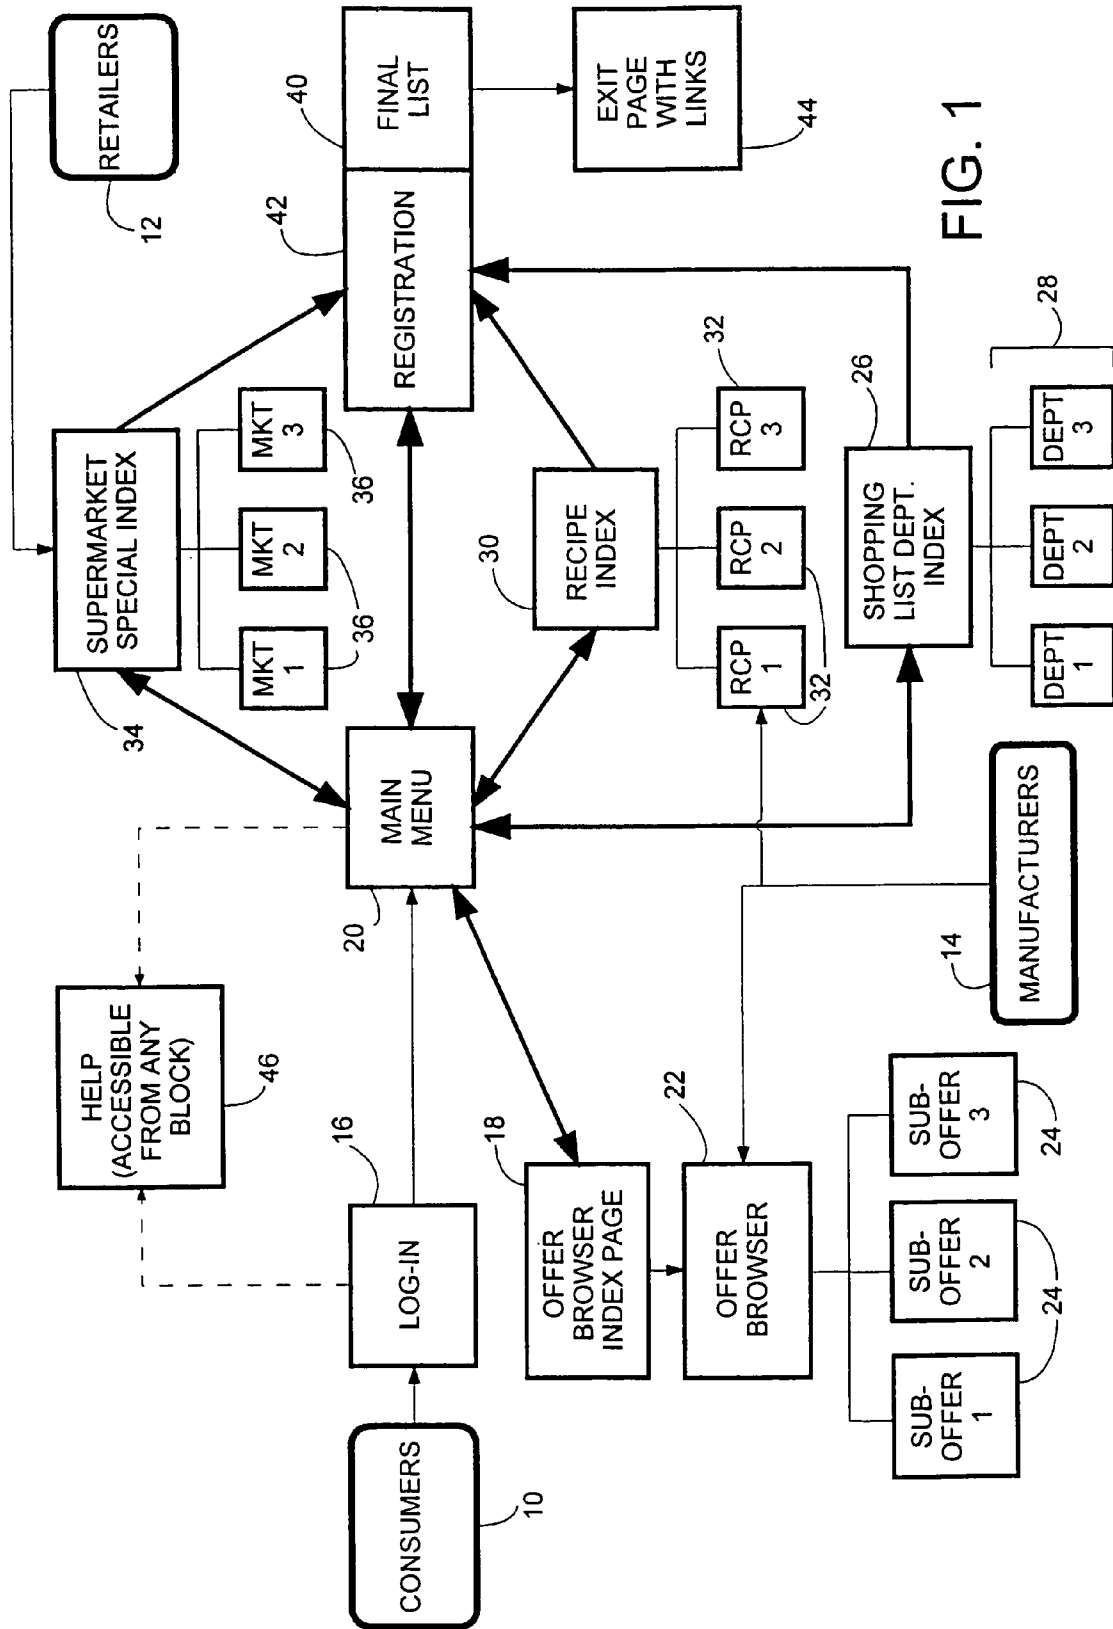 RETAILERS
12
SUPERMARKET
SPECIAL INDEX
34
MKT
1
MKT
2
MKT
3
36
36
HELP
(ACCESSIBLE
FROM ANY
BLOCK)
46
CONSUMERS
10
LOG-IN
16
MAIN
MENU
20
REGISTRATION
42
FINAL
LIST
40
EXIT
PAGE
WITH
LINKS
44
OFFER
BROWSER
INDEX PAGE
18
OFFER
BROWSER
22
SUB-
OFFER
1
SUB-
OFFER
2
SUB-
OFFER
3
24
24
RECIPE
INDEX
30
RCP
1
RCP
2
RCP
3
32
32
SHOPPING
LIST DEPT.
INDEX
26
DEPT
1
DEPT
2
DEPT
3
28
MANUFACTURERS
14
FIG. 1